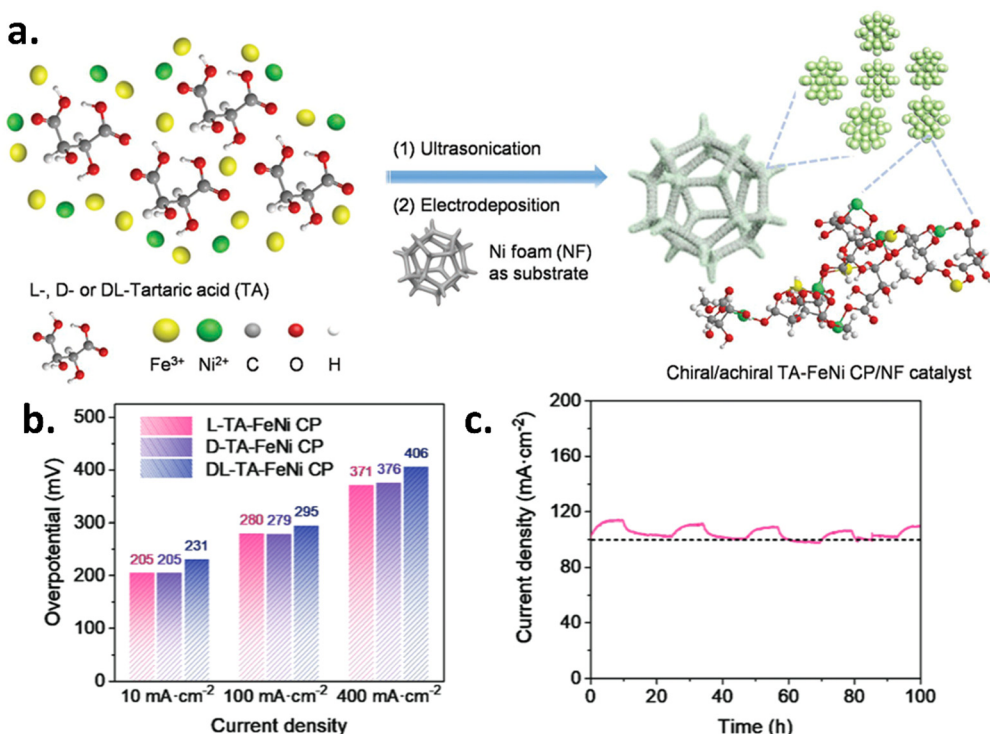 a.
(1) Ultrasonication
(2) Electrodeposition
Ni foam (NF)
as substrate
L-, D- or DL-Tartaric acid (TA)
Fe³⁺ Ni²⁺ C O H
Chiral/achiral TA-FeNi CP/NF catalyst
b.
Overpotential (mV)
500
400
300
200
100
0
L-TA-FeNi CP
D-TA-FeNi CP
DL-TA-FeNi CP
205 205 231
280 279 295
371 376 406
10 mA·cm⁻² 100 mA·cm⁻² 400 mA·cm⁻²
Current density
c.
Current density (mA·cm⁻²)
200
160
120
80
40
0
0 20 40 60 80 100
Time (h)